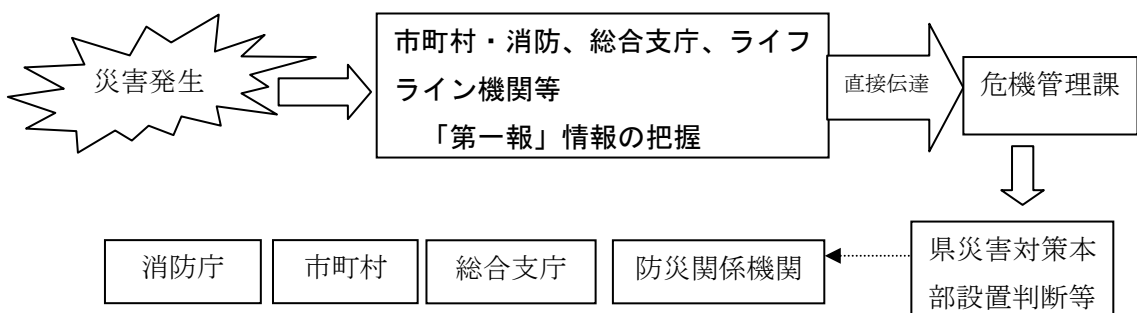 災害発生
市町村・消防、総合支庁、ライフ
ライン機関等
「第一報」情報の把握
直接伝達
危機管理課
消防庁
市町村
総合支庁
防災関係機関
県災害対策本
部設置判断等